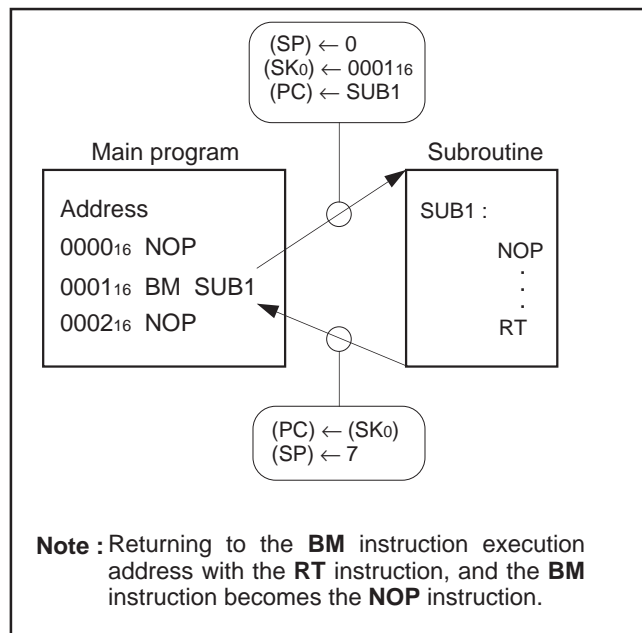 (SP) ← 0
(SK₀) ← 0001₁₆
(PC) ← SUB1
Main program
Subroutine
Address
0000₁₆ NOP
0001₁₆ BM SUB1
0002₁₆ NOP
SUB1 :
NOP
.
.
.
RT
(PC) ← (SK₀)
(SP) ← 7
Note : Returning to the BM instruction execution
address with the RT instruction, and the BM
instruction becomes the NOP instruction.